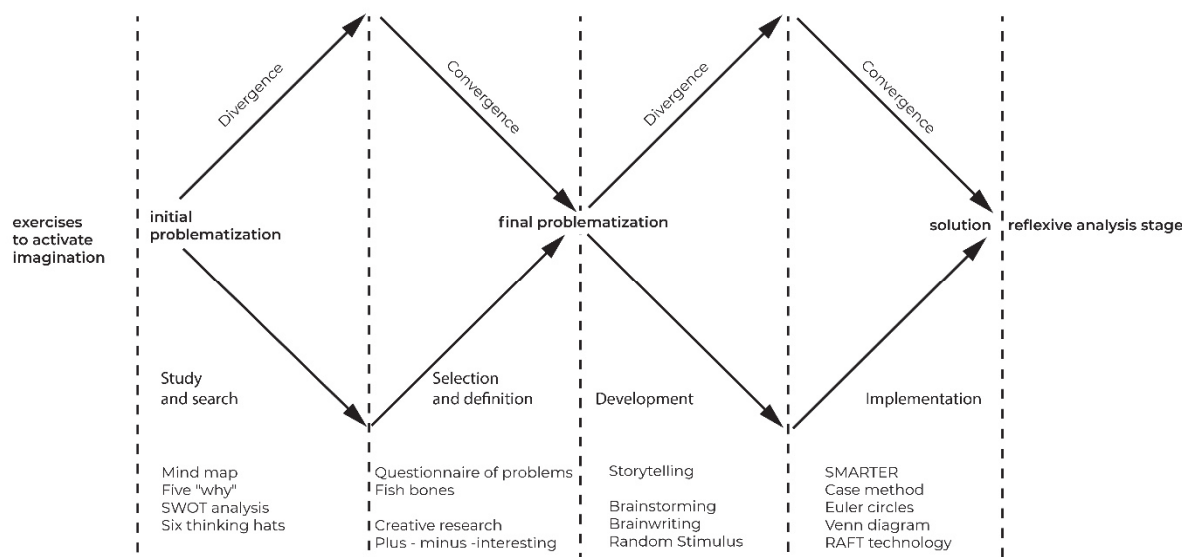 Divergence
Convergence
Divergence
Convergence
exercises
to activate
imagination
initial
problematization
final problematization
solution
reflexive analysis stage
Study
and search
Selection
and definition
Development
Implementation
Mind map
Five "why"
SWOT analysis
Six thinking hats
Questionnaire of problems
Fish bones
Creative research
Plus - minus -interesting
Storytelling
Brainstorming
Brainwriting
Random Stimulus
SMARTER
Case method
Euler circles
Venn diagram
RAFT technology